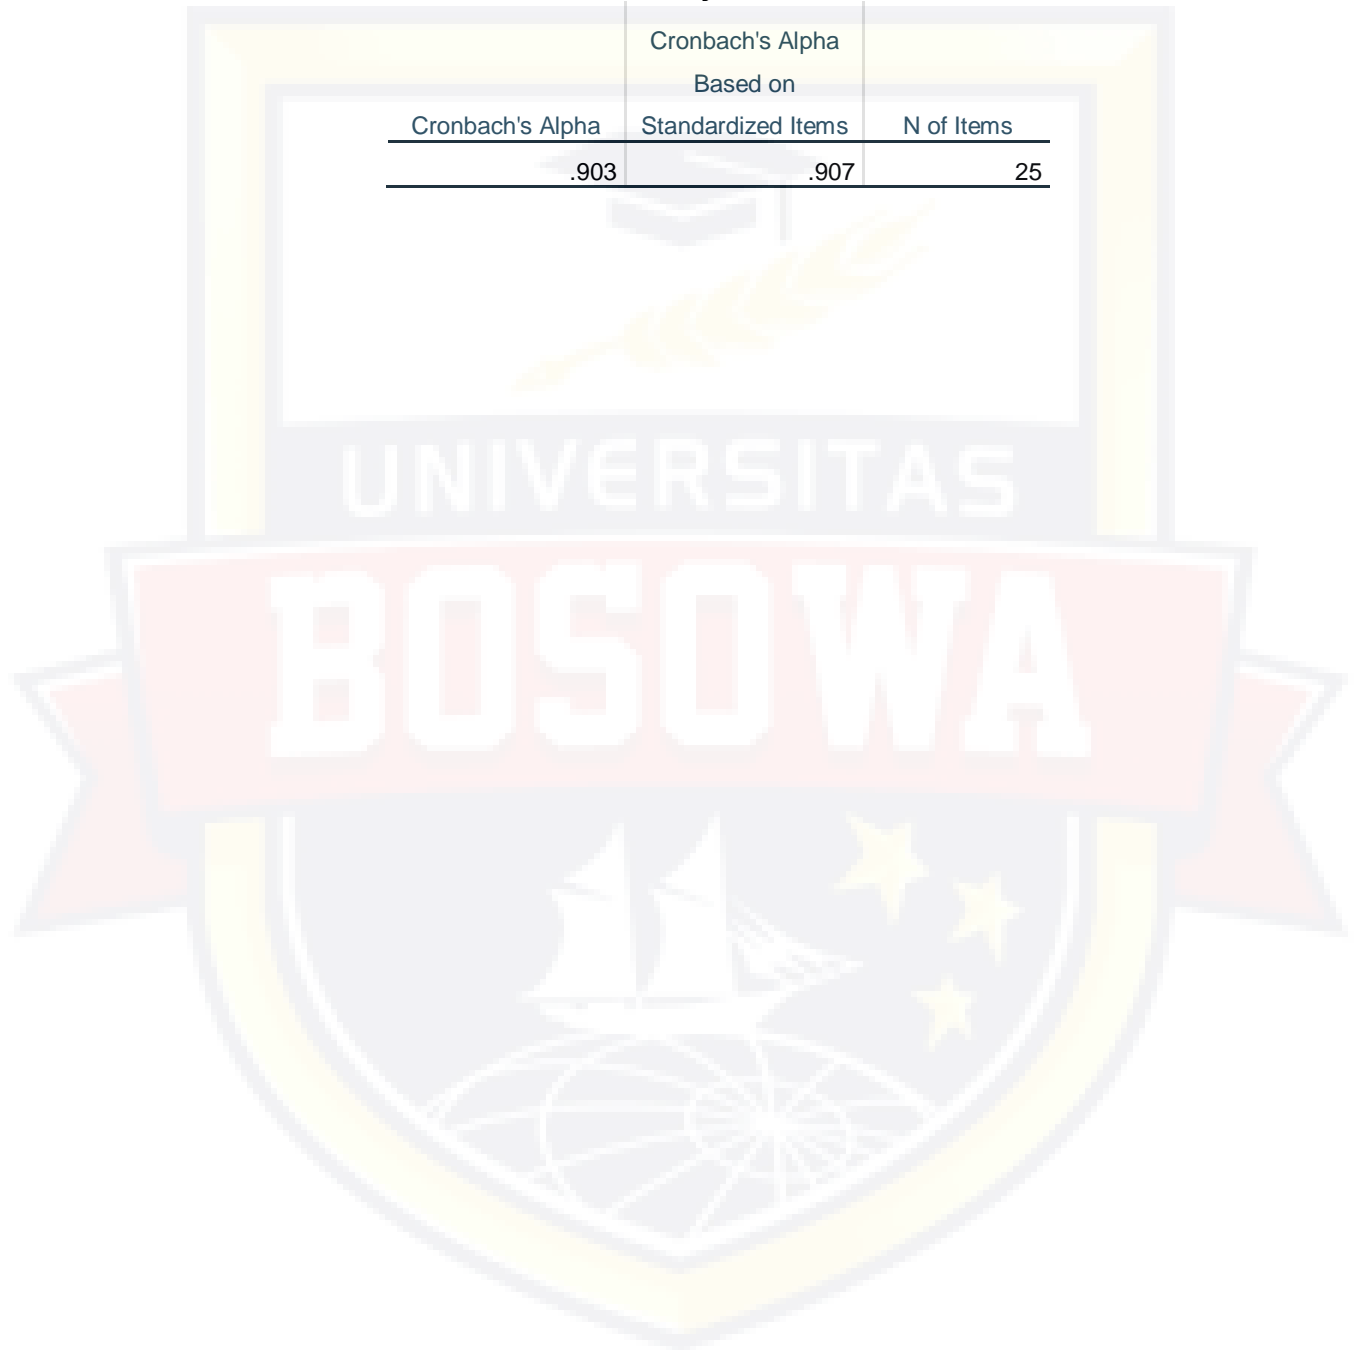 Cronbach's Alpha
Based on
Cronbach's Alpha Standardized Items N of Items
.903 .907 25
UNIVERSITAS
BOSOWA